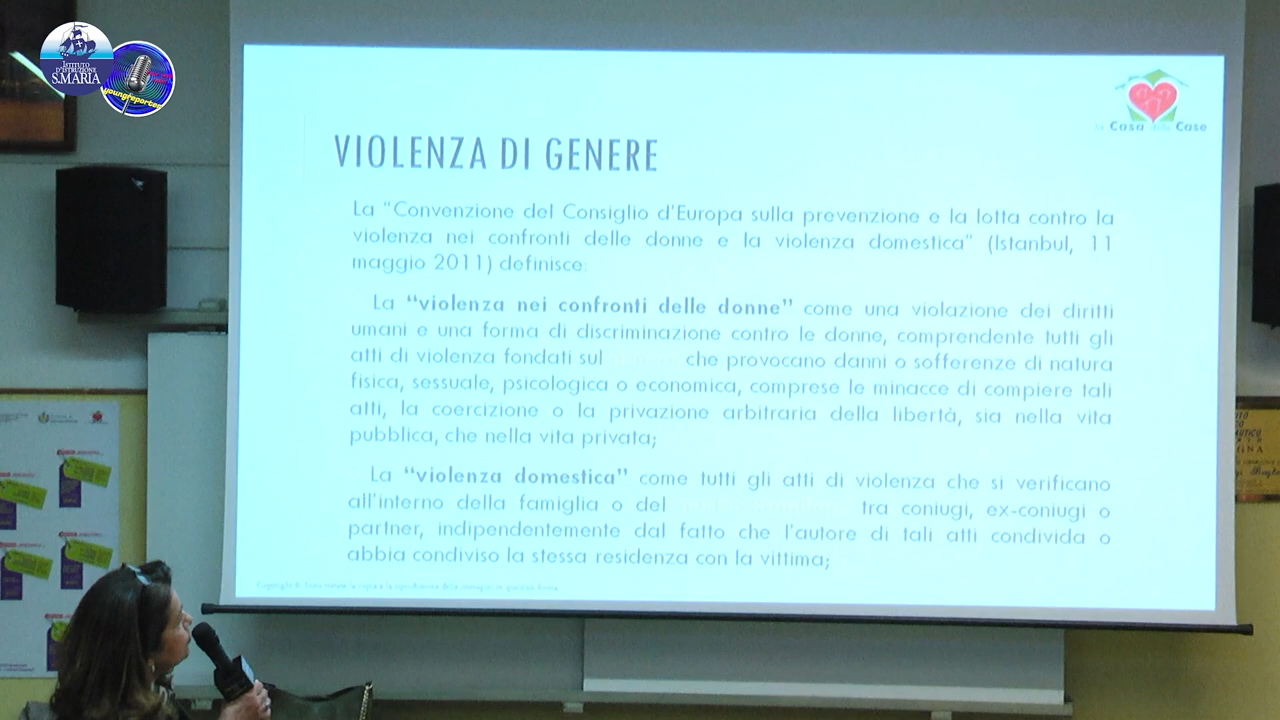 ISTITUTO
D'ISTRUZIONE
S.MARIA
youngreporter
Casa delle Case
VIOLENZA DI GENERE
La "Convenzione del Consiglio d'Europa sulla prevenzione e la lotta contro la
violenza nei confronti delle donne e la violenza domestica" (Istanbul, 11
maggio 2011) definisce:
La "violenza nei confronti delle donne" come una violazione dei diritti
umani e una forma di discriminazione contro le donne, comprendente tutti gli
atti di violenza fondati sul che provocano danni o sofferenze di natura
fisica, sessuale, psicologica o economica, comprese le minacce di compiere tali
atti, la coercizione o la privazione arbitraria della libertà, sia nella vita
pubblica, che nella vita privata;
La "violenza domestica" come tutti gli atti di violenza che si verificano
all'interno della famiglia o del tra coniugi, ex-coniugi o
partner, indipendentemente dal fatto che l'autore di tali atti condivida o
abbia condiviso la stessa residenza con la vittima;